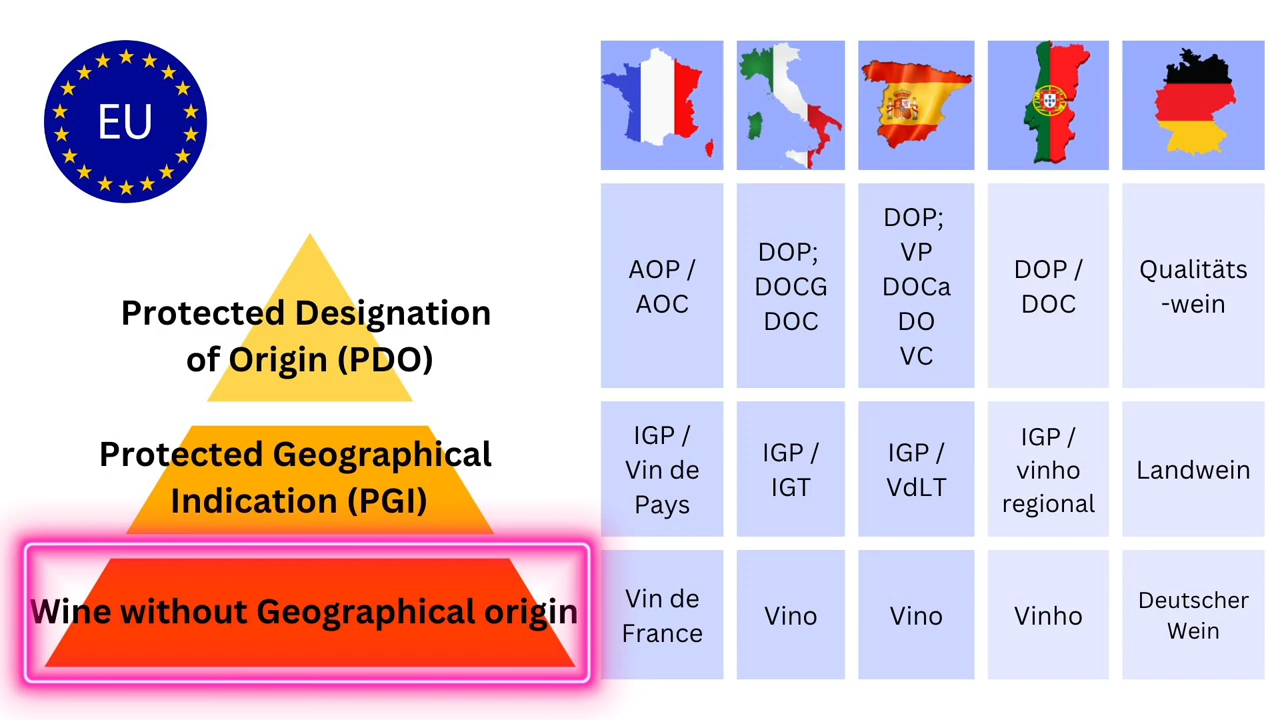 EU
Protected Designation
of Origin (PDO)
Protected Geographical
Indication (PGI)
Wine without Geographical origin
AOP /
AOC
DOP;
DOCG
DOC
DOP;
VP
DOCa
DO
VC
DOP /
DOC
Qualitäts
-wein
IGP /
Vin de
Pays
IGP /
IGT
IGP /
VdLT
IGP /
vinho
regional
Landwein
Vin de
France
Vino
Vino
Vinho
Deutscher
Wein